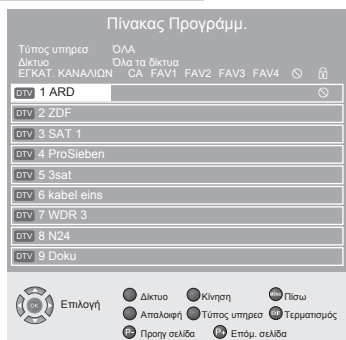 Πίνακας Προγράμμ.
Τύπος υπηρεσ ΌΛΑ
Δίκτυο Όλα τα δίκτυα
ΕΓΚΑΤ. ΚΑΝΑΛΙΩΝ CA FAV1 FAV2 FAV3 FAV4
DTV 1 ARD
DTV 2 ZDF
DTV 3 SAT 1
DTV 4 ProSieben
DTV 5 3sat
DTV 6 kabel eins
DTV 7 WDR 3
DTV 8 N24
DTV 9 Doku
OK Επιλογή
Δίκτυο Κίνηση MENU Πίσω
Απαλοιφή Τύπος υπηρεσ EXIT Τερματισμός
P- Προηγ σελίδα P+ Επόμ. σελίδα